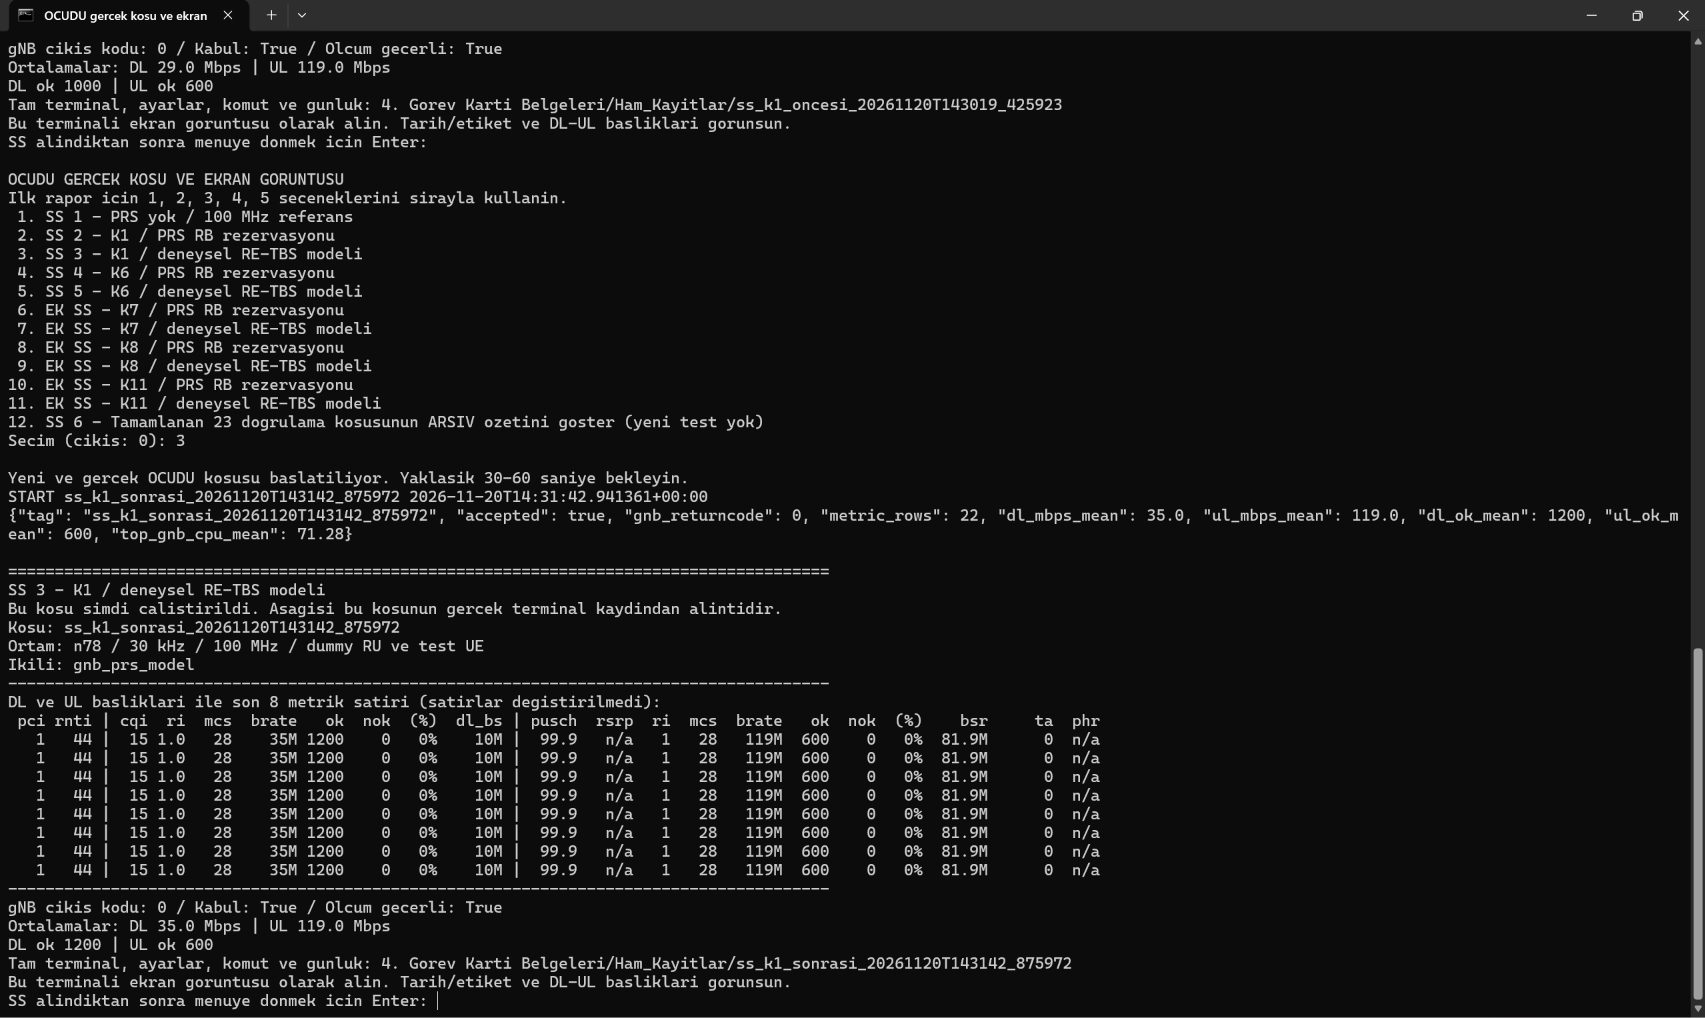 OCUDU gercek kosu ve ekran
gNB cikis kodu: 0 / Kabul: True / Olcum gecerli: True
Ortalamalar: DL 29.0 Mbps | UL 119.0 Mbps
DL ok 1000 | UL ok 600
Tam terminal, ayarlar, komut ve gunluk: 4. Gorev Karti Belgeleri/Ham_Kayitlar/ss_k1_oncesi_20261120T143019_425923
Bu terminali ekran goruntusu olarak alin. Tarih/etiket ve DL-UL basliklari gorunsun.
SS alindiktan sonra menuye donmek icin Enter:
OCUDU GERCEK KOSU VE EKRAN GORUNTUSU
Ilk rapor icin 1, 2, 3, 4, 5 seceneklerini sirayla kullanin.
1. SS 1 - PRS yok / 100 MHz referans
2. SS 2 - K1 / PRS RB rezervasyonu
3. SS 3 - K1 / deneysel RE-TBS modeli
4. SS 4 - K6 / PRS RB rezervasyonu
5. SS 5 - K6 / deneysel RE-TBS modeli
6. EK SS - K7 / PRS RB rezervasyonu
7. EK SS - K7 / deneysel RE-TBS modeli
8. EK SS - K8 / PRS RB rezervasyonu
9. EK SS - K8 / deneysel RE-TBS modeli
10. EK SS - K11 / PRS RB rezervasyonu
11. EK SS - K11 / deneysel RE-TBS modeli
12. SS 6 - Tamamlanan 23 dogrulama kosusunun ARSIV ozetini goster (yeni test yok)
Secim (cikis: 0): 3
Yeni ve gercek OCUDU kosusu baslatiliyor. Yaklasik 30-60 saniye bekleyin.
START ss_k1_sonrasi_20261120T143142_875972 2026-11-20T14:31:42.941361+00:00
{"tag": "ss_k1_sonrasi_20261120T143142_875972", "accepted": true, "gnb_returncode": 0, "metric_rows": 22, "dl_mbps_mean": 35.0, "ul_mbps_mean": 119.0, "dl_ok_mean": 1200, "ul_ok_m
ean": 600, "top_gnb_cpu_mean": 71.28}
========================================================================================
SS 3 - K1 / deneysel RE-TBS modeli
Bu kosu simdi calistirildi. Asagisi bu kosunun gercek terminal kaydindan alintidir.
Kosu: ss_k1_sonrasi_20261120T143142_875972
Ortam: n78 / 30 kHz / 100 MHz / dummy RU ve test UE
Ikili: gnb_prs_model
----------------------------------------------------------------------------------------
DL ve UL basliklari ile son 8 metrik satiri (satirlar degistirilmedi):
pci rnti | cqi ri mcs brate ok nok (%) dl_bs | pusch rsrp ri mcs brate ok nok (%) bsr ta phr
1 44 | 15 1.0 28 35M 1200 0 0% 10M | 99.9 n/a 1 28 119M 600 0 0% 81.9M 0 n/a
1 44 | 15 1.0 28 35M 1200 0 0% 10M | 99.9 n/a 1 28 119M 600 0 0% 81.9M 0 n/a
1 44 | 15 1.0 28 35M 1200 0 0% 10M | 99.9 n/a 1 28 119M 600 0 0% 81.9M 0 n/a
1 44 | 15 1.0 28 35M 1200 0 0% 10M | 99.9 n/a 1 28 119M 600 0 0% 81.9M 0 n/a
1 44 | 15 1.0 28 35M 1200 0 0% 10M | 99.9 n/a 1 28 119M 600 0 0% 81.9M 0 n/a
1 44 | 15 1.0 28 35M 1200 0 0% 10M | 99.9 n/a 1 28 119M 600 0 0% 81.9M 0 n/a
1 44 | 15 1.0 28 35M 1200 0 0% 10M | 99.9 n/a 1 28 119M 600 0 0% 81.9M 0 n/a
1 44 | 15 1.0 28 35M 1200 0 0% 10M | 99.9 n/a 1 28 119M 600 0 0% 81.9M 0 n/a
----------------------------------------------------------------------------------------
gNB cikis kodu: 0 / Kabul: True / Olcum gecerli: True
Ortalamalar: DL 35.0 Mbps | UL 119.0 Mbps
DL ok 1200 | UL ok 600
Tam terminal, ayarlar, komut ve gunluk: 4. Gorev Karti Belgeleri/Ham_Kayitlar/ss_k1_sonrasi_20261120T143142_875972
Bu terminali ekran goruntusu olarak alin. Tarih/etiket ve DL-UL basliklari gorunsun.
SS alindiktan sonra menuye donmek icin Enter: